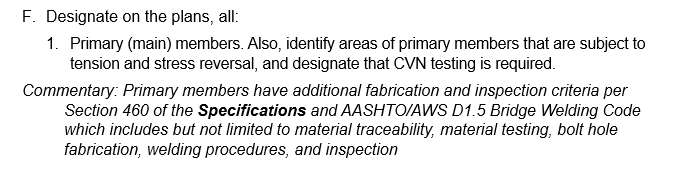 F. Designate on the plans, all:
1. Primary (main) members. Also, identify areas of primary members that are subject to
tension and stress reversal, and designate that CVN testing is required.
Commentary: Primary members have additional fabrication and inspection criteria per
Section 460 of the Specifications and AASHTO/AWS D1.5 Bridge Welding Code
which includes but not limited to material traceability, material testing, bolt hole
fabrication, welding procedures, and inspection